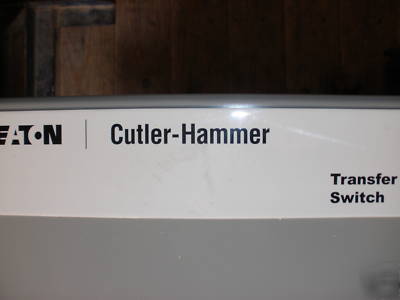 EATON | Cutler-Hammer
Transfer
Switch